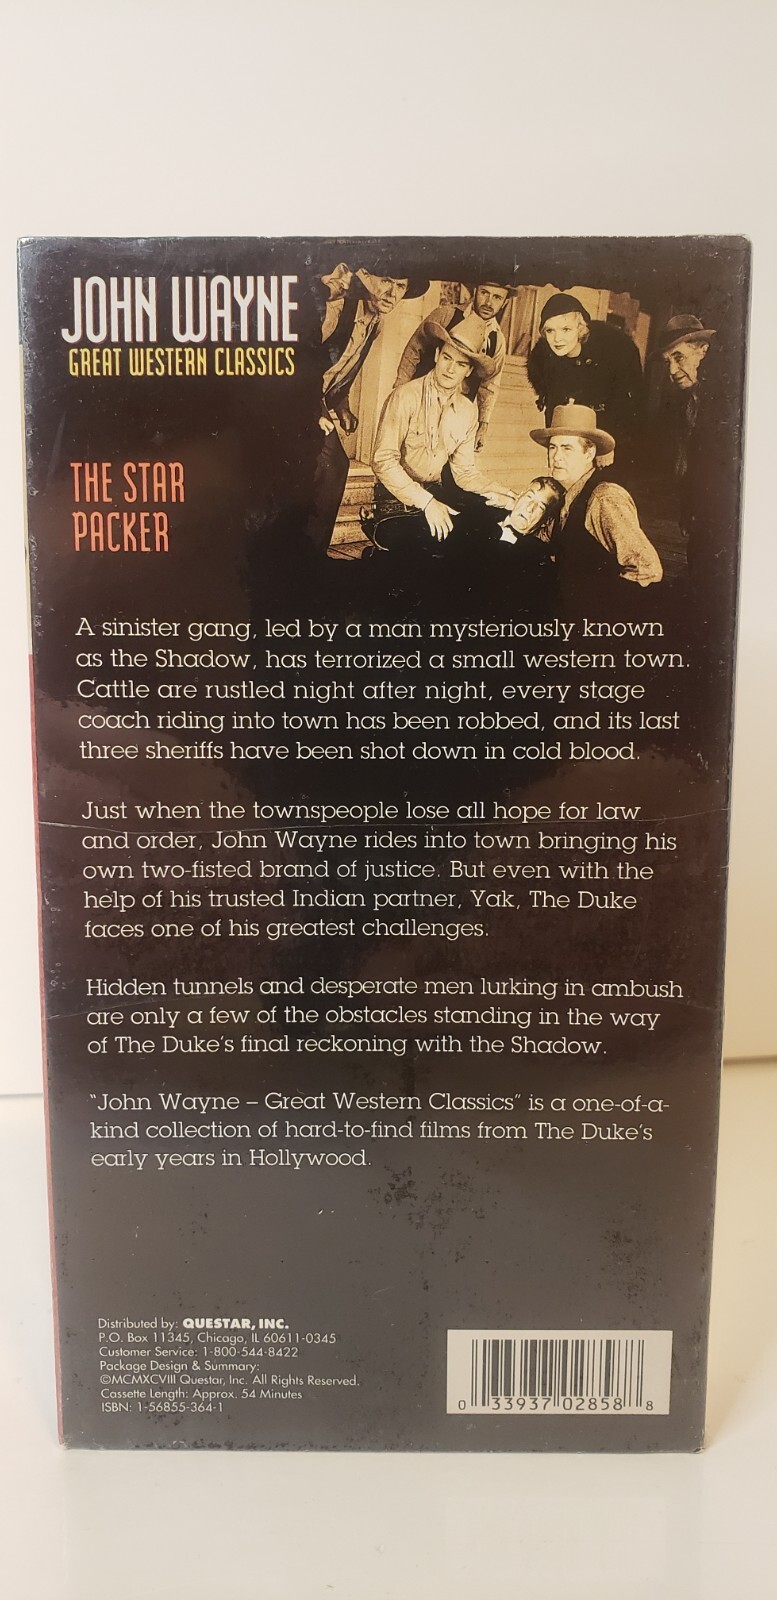 JOHN WAYNE
GREAT WESTERN CLASSICS
THE STAR
PACKER
A sinister gang, led by a man mysteriously known
as the Shadow, has terrorized a small western town.
Cattle are rustled night after night, every stage
coach riding into town has been robbed, and its last
three sheriffs have been shot down in cold blood.
Just when the townspeople lose all hope for law
and order, John Wayne rides into town bringing his
own two-fisted brand of justice. But even with the
help of his trusted Indian partner, Yak, The Duke
faces one of his greatest challenges.
Hidden tunnels and desperate men lurking in ambush
are only a few of the obstacles standing in the way
of The Duke's final reckoning with the Shadow.
"John Wayne – Great Western Classics" is a one-of-a-
kind collection of hard-to-find films from The Duke's
early years in Hollywood.
Distributed by: QUESTAR, INC.
P.O. Box 11345, Chicago, IL 60611-0345
Customer Service: 1-800-544-8422
Package Design & Summary:
©MCMXCVIII Questar, Inc. All Rights Reserved.
Cassette Length: Approx. 54 Minutes
ISBN: 1-56855-364-1
0 33937 02858 8